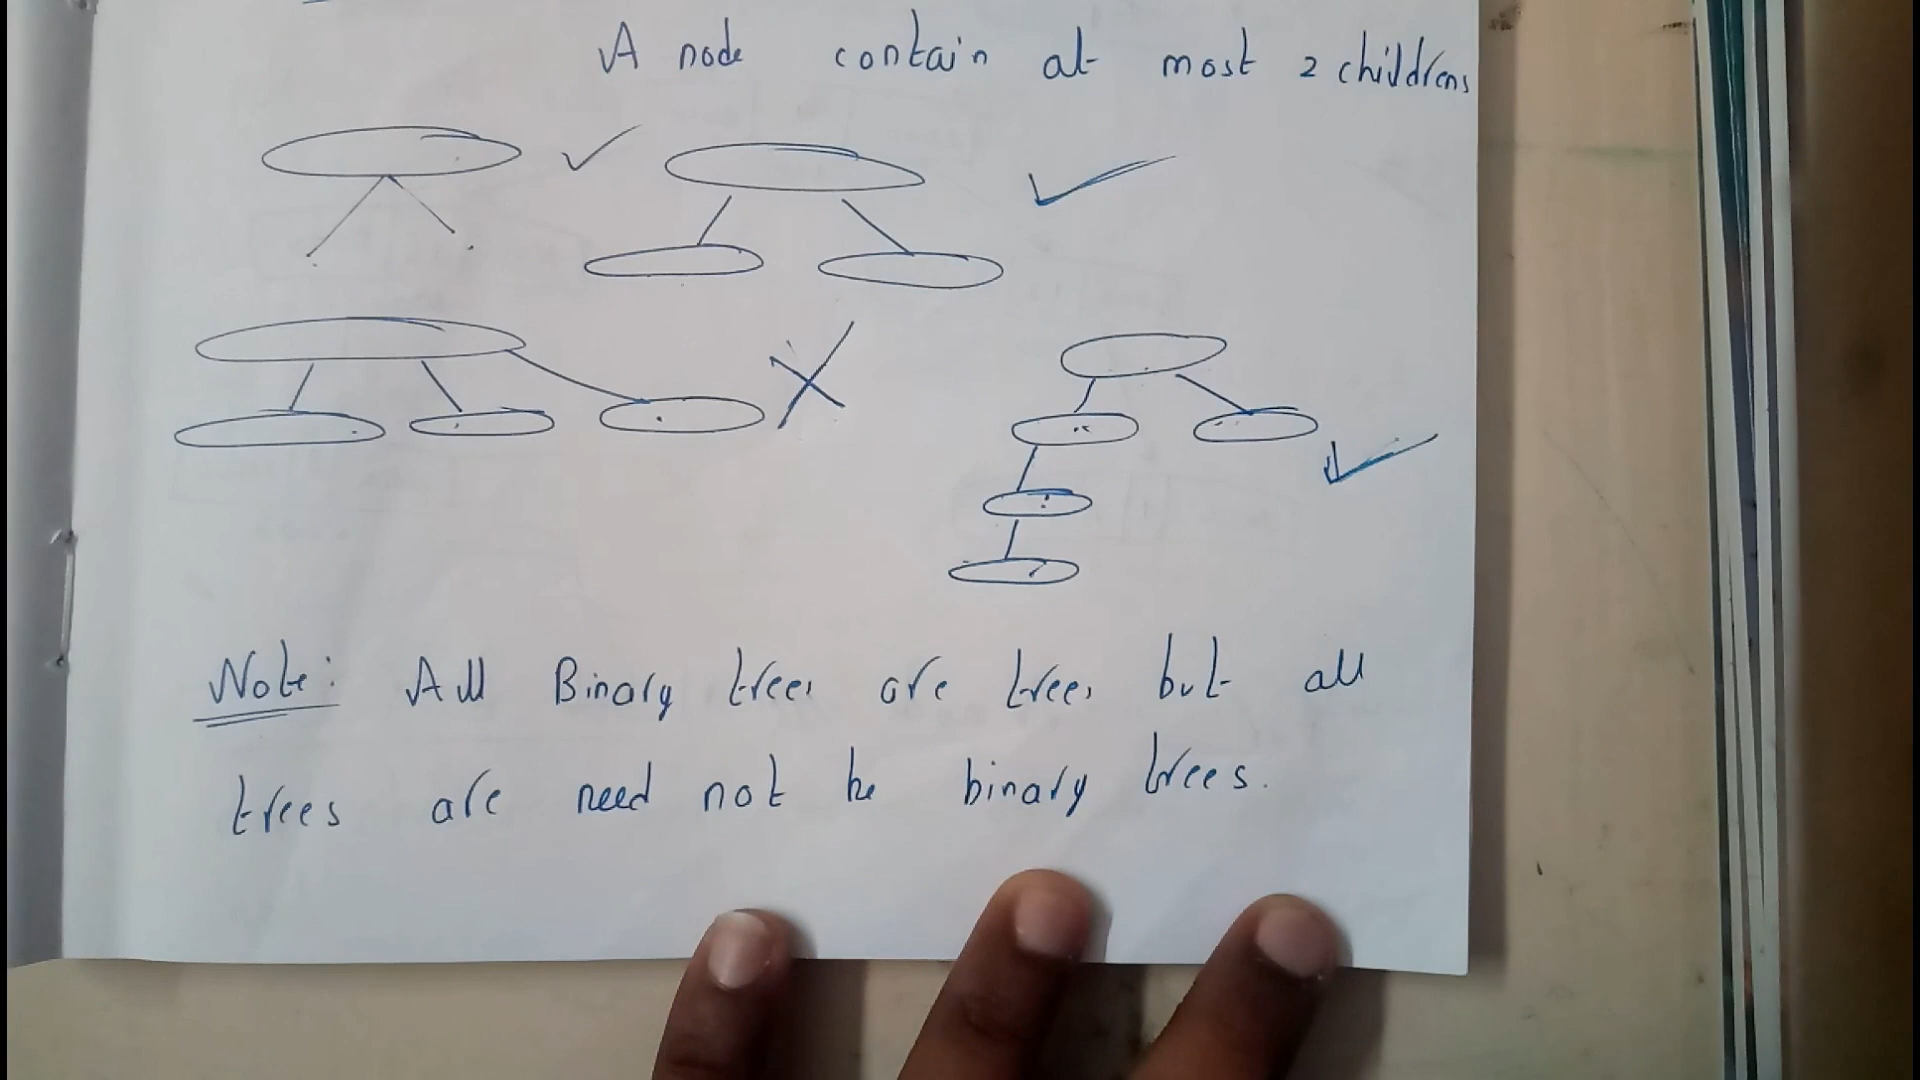 A node contain at most 2 childrens
Note: All Binary trees are trees but all
trees are need not be binary trees.